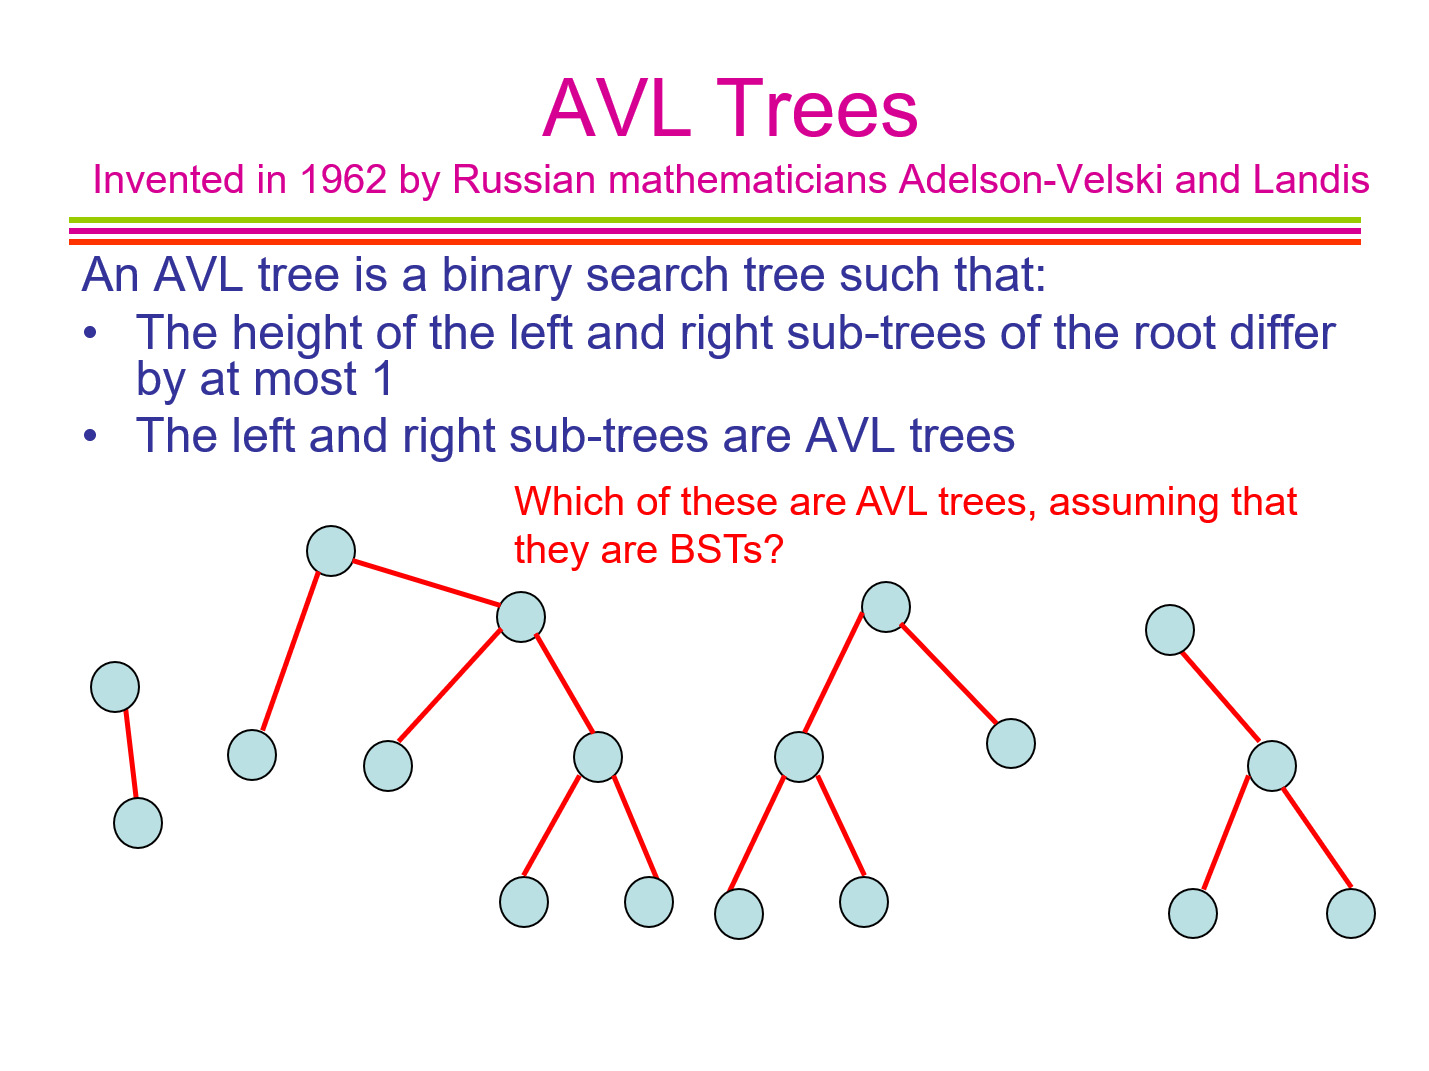 AVL Trees
Invented in 1962 by Russian mathematicians Adelson-Velski and Landis
An AVL tree is a binary search tree such that:
• The height of the left and right sub-trees of the root differ
by at most 1
• The left and right sub-trees are AVL trees
Which of these are AVL trees, assuming that
they are BSTs?